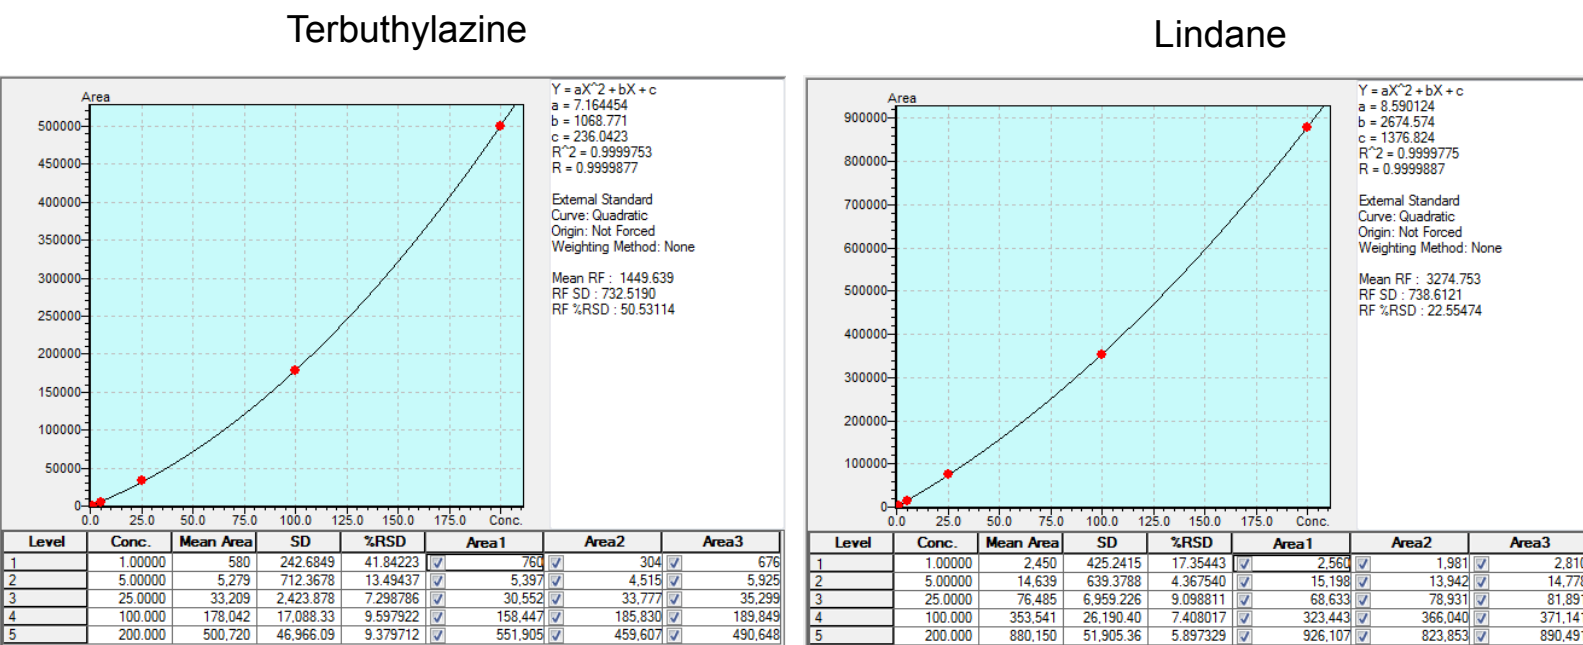 Terbuthylazine
Area
500000
450000
400000
350000
300000
250000
200000
150000
100000
50000
0
0.0 25.0 50.0 75.0 100.0 125.0 150.0 175.0 Conc.
Y = aX^2 + bX + c
a = 7.164454
b = 1068.771
c = 236.0423
R^2 = 0.9999753
R = 0.9999877
External Standard
Curve: Quadratic
Origin: Not Forced
Weighting Method: None
Mean RF : 1449.639
RF SD : 732.5190
RF %RSD : 50.53114
Level Conc. Mean Area SD %RSD Area1 Area2 Area3
1 1.00000 580 242.6849 41.84223 760 304 676
2 5.00000 5,279 712.3678 13.49437 5,397 4,515 5,925
3 25.0000 33,209 2,423.878 7.298786 30,552 33,777 35,299
4 100.000 178,042 17,088.33 9.597922 158,447 185,830 189,849
5 200.000 500,720 46,966.09 9.379712 551,905 459,607 490,648
Lindane
Area
900000
800000
700000
600000
500000
400000
300000
200000
100000
0
0.0 25.0 50.0 75.0 100.0 125.0 150.0 175.0 Conc.
Y = aX^2 + bX + c
a = 8.590124
b = 2674.574
c = 1376.824
R^2 = 0.9999775
R = 0.9999887
External Standard
Curve: Quadratic
Origin: Not Forced
Weighting Method: None
Mean RF : 3274.753
RF SD : 738.6121
RF %RSD : 22.55474
Level Conc. Mean Area SD %RSD Area1 Area2 Area3
1 1.00000 2,450 425.2415 17.35443 2,560 1,981 2,810
2 5.00000 14,639 639.3788 4.367540 15,198 13,942 14,778
3 25.0000 76,485 6,959.226 9.098811 68,633 78,931 81,891
4 100.000 353,541 26,190.40 7.408017 323,443 366,040 371,141
5 200.000 880,150 51,905.36 5.897329 926,107 823,853 890,491